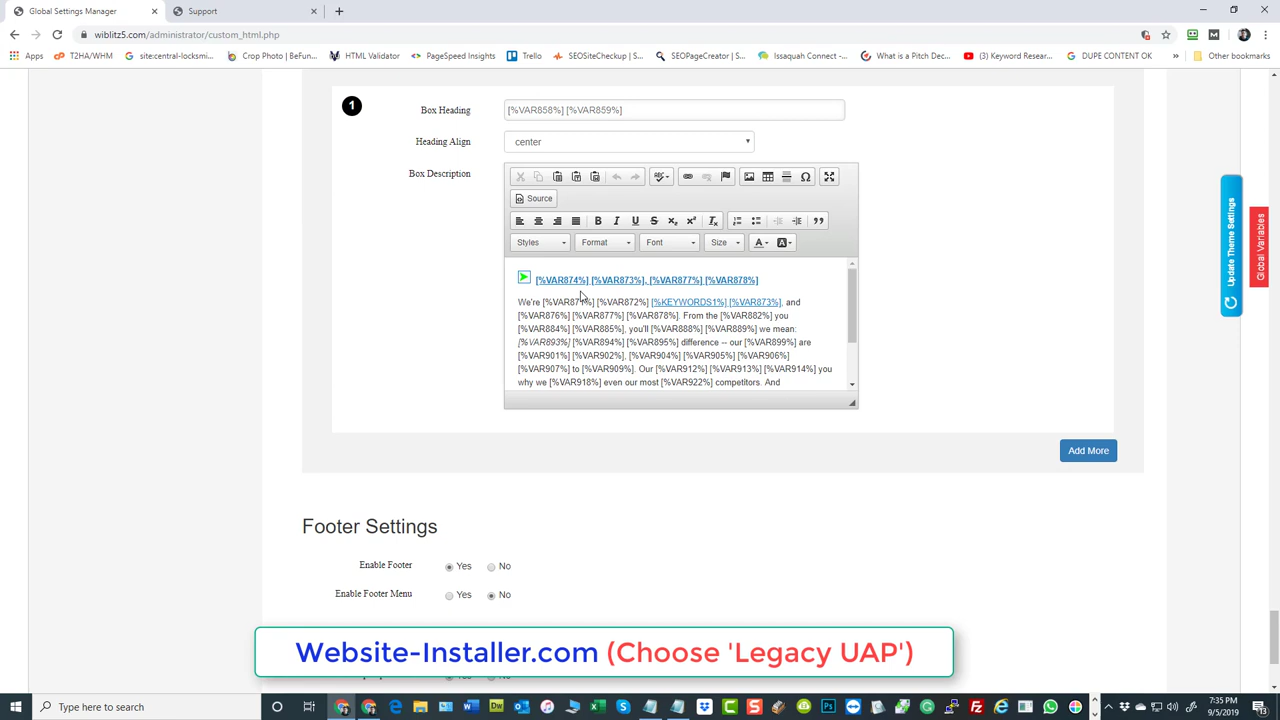 Global Settings Manager
Support
wiblitz5.com/administrator/custom_html.php
Apps
T2HA/WHM
site:central-locksmi...
Crop Photo | BeFun...
HTML Validator
PageSpeed Insights
Trello
SEOSiteCheckup | S...
SEOPageCreator | S...
Issaquah Connect -...
What is a Pitch Dec...
(3) Keyword Resear...
DUPE CONTENT OK
»
Other bookmarks
1
Box Heading
[%VAR858%] [%VAR859%]
Heading Align
center
Box Description
Source
Styles
Format
Font
Size
[%VAR874%] [%VAR873%], [%VAR877%] [%VAR878%]
[%VAR872%] [%KEYWORDS1%] [%VAR873%], and
[%VAR876%] [%VAR877%] [%VAR878%]. From the [%VAR882%] you
[%VAR884%] [%VAR885%], you'll [%VAR888%] [%VAR889%] we mean:
[%VAR893%] [%VAR894%] [%VAR895%] difference -- our [%VAR899%] are
[%VAR901%] [%VAR902%], [%VAR904%] [%VAR905%] [%VAR906%]
[%VAR907%] to [%VAR909%]. Our [%VAR912%] [%VAR913%] [%VAR914%] you
why we [%VAR918%] even our most [%VAR922%] competitors. And
Update Theme Settings
Global Variables
Add More
Footer Settings
Enable Footer
Yes
No
Enable Footer Menu
Yes
No
Website-Installer.com (Choose 'Legacy UAP')
Type here to search
7:35 PM
9/5/2019